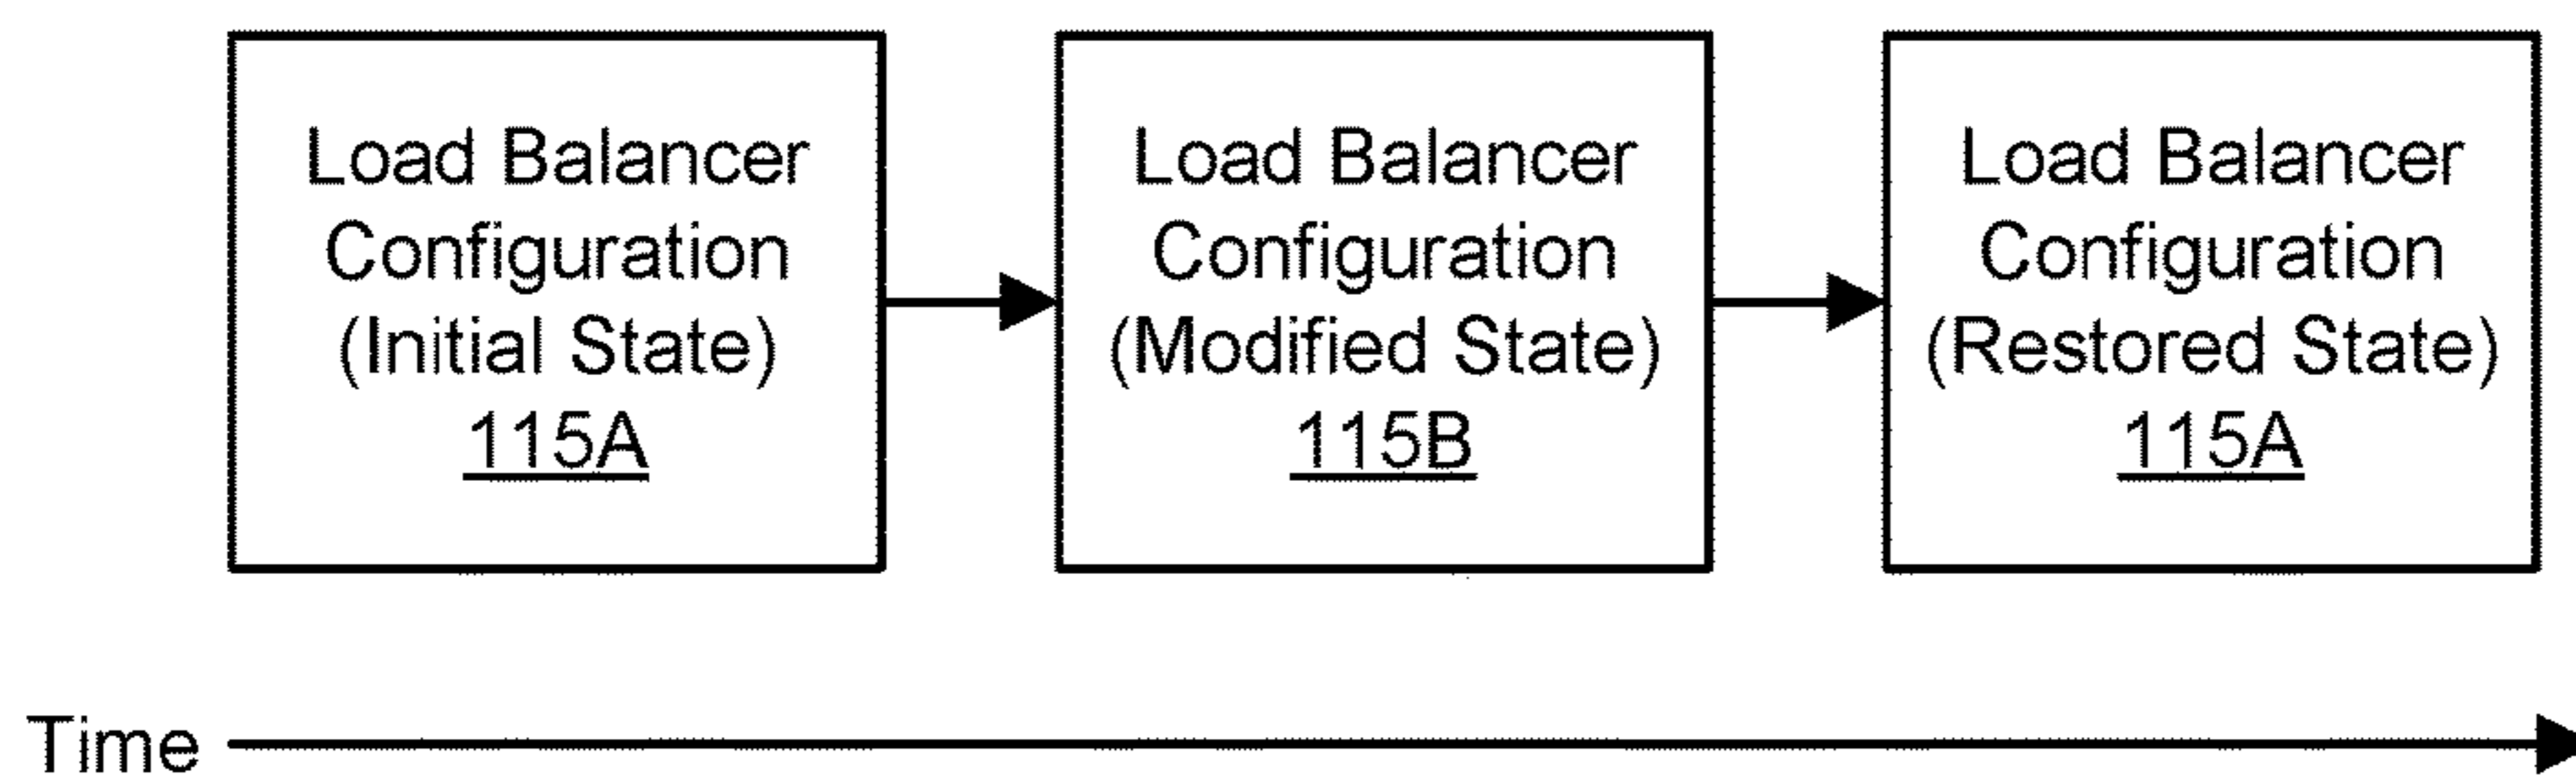 Load Balancer
Configuration
(Initial State)
115A
Load Balancer
Configuration
(Modified State)
115B
Load Balancer
Configuration
(Restored State)
115A
Time